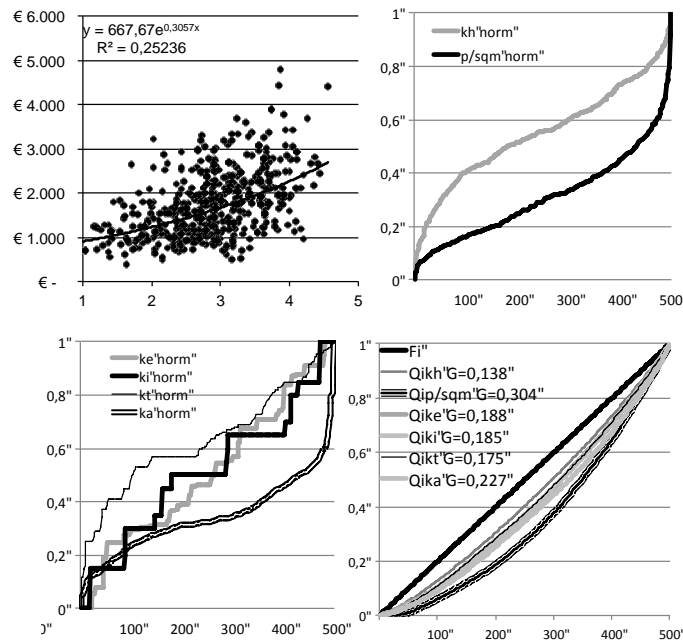 € 6.000
y = 667,67e^0,3057x
R² = 0,25236
€ 5.000
€ 4.000
€ 3.000
€ 2.000
€ 1.000
€ -
1 2 3 4 5
1"
kh"norm"
p/sqm"norm"
0,8"
0,6"
0,4"
0,2"
0"
100" 200" 300" 400" 500
1"
ke"norm"
ki"norm"
kt"norm"
ka"norm"
0,8"
0,6"
0,4"
0,2"
0"
0" 100" 200" 300" 400" 500"
1"
Fi"
Qikh"G=0,138"
Qip/sqm"G=0,304"
Qike"G=0,188"
Qiki"G=0,185"
Qikt"G=0,175"
Qika"G=0,227"
0,8"
0,6"
0,4"
0,2"
0"
100" 200" 300" 400" 500"